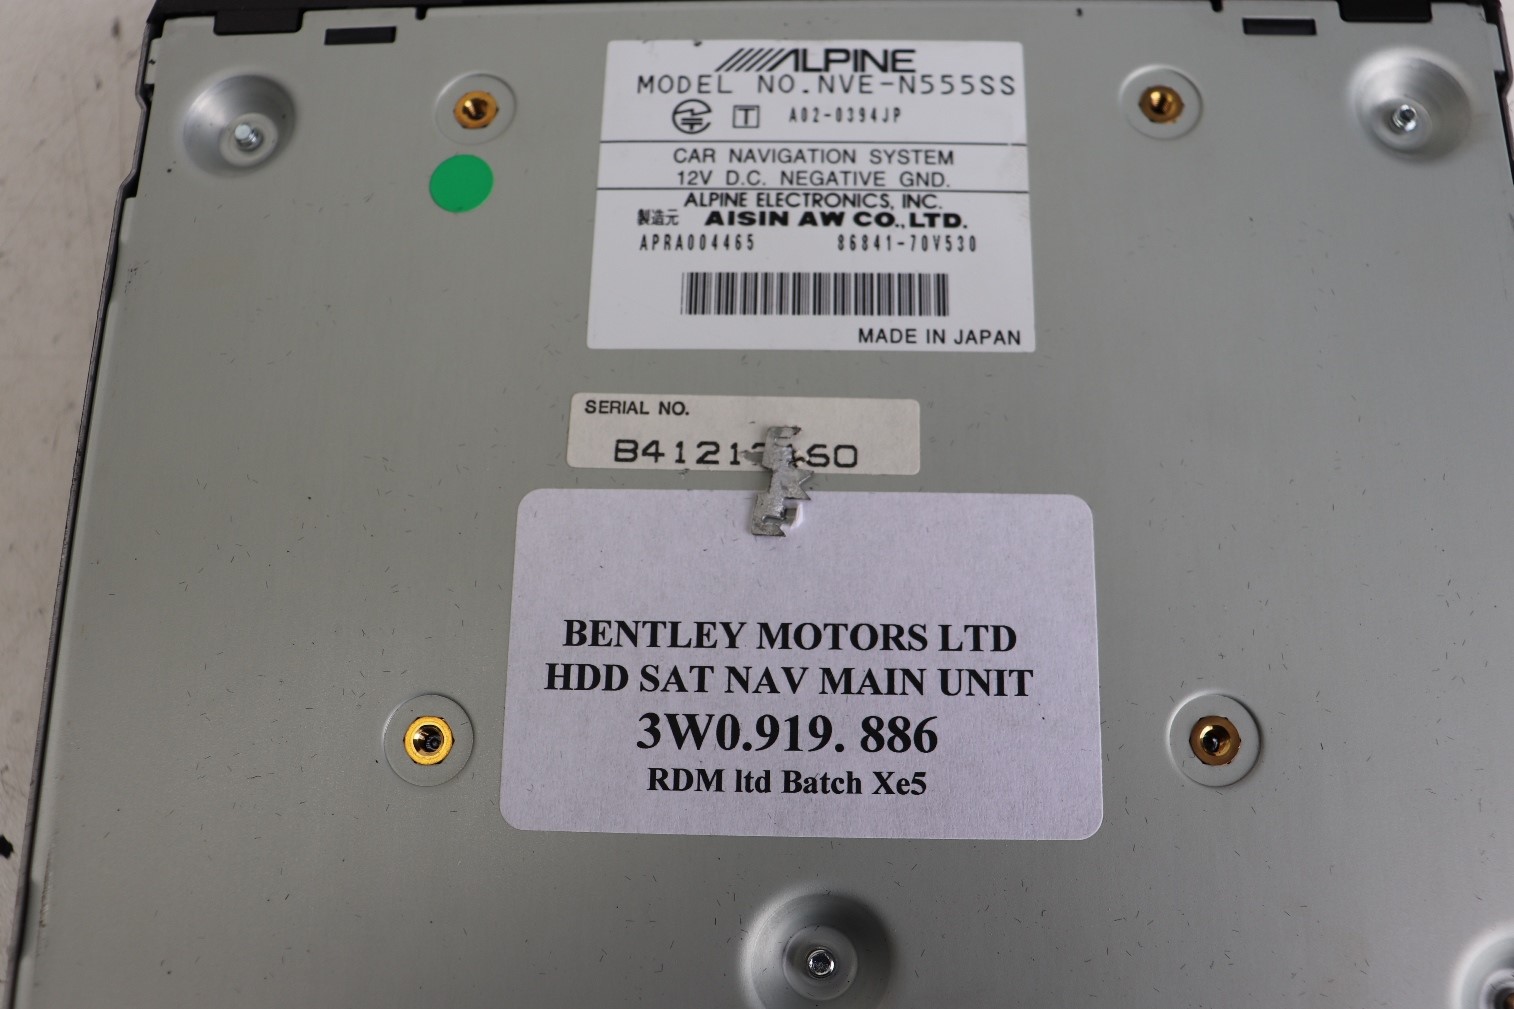 ALPINE
MODEL NO.NVE-N555SS
T A02-0394JP
CAR NAVIGATION SYSTEM
12V D.C. NEGATIVE GND.
ALPINE ELECTRONICS, INC.
製造元 AISIN AW CO.,LTD.
APRA004465 86841-70V530
MADE IN JAPAN
SERIAL NO.
BENTLEY MOTORS LTD
HDD SAT NAV MAIN UNIT
3W0.919. 886
RDM ltd Batch Xe5